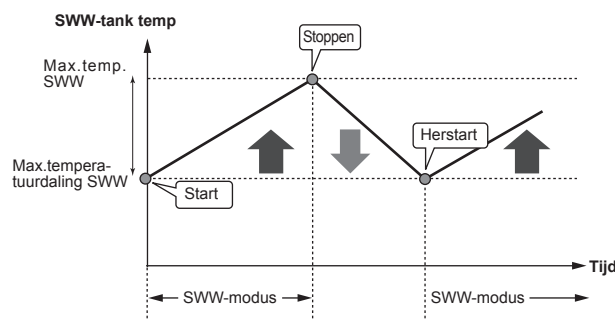 SWW-tank temp
Stoppen
Max.temp.
SWW
Herstart
Max.tempera-
tuurdaling SWW
Start
Tijd
SWW-modus
SWW-modus